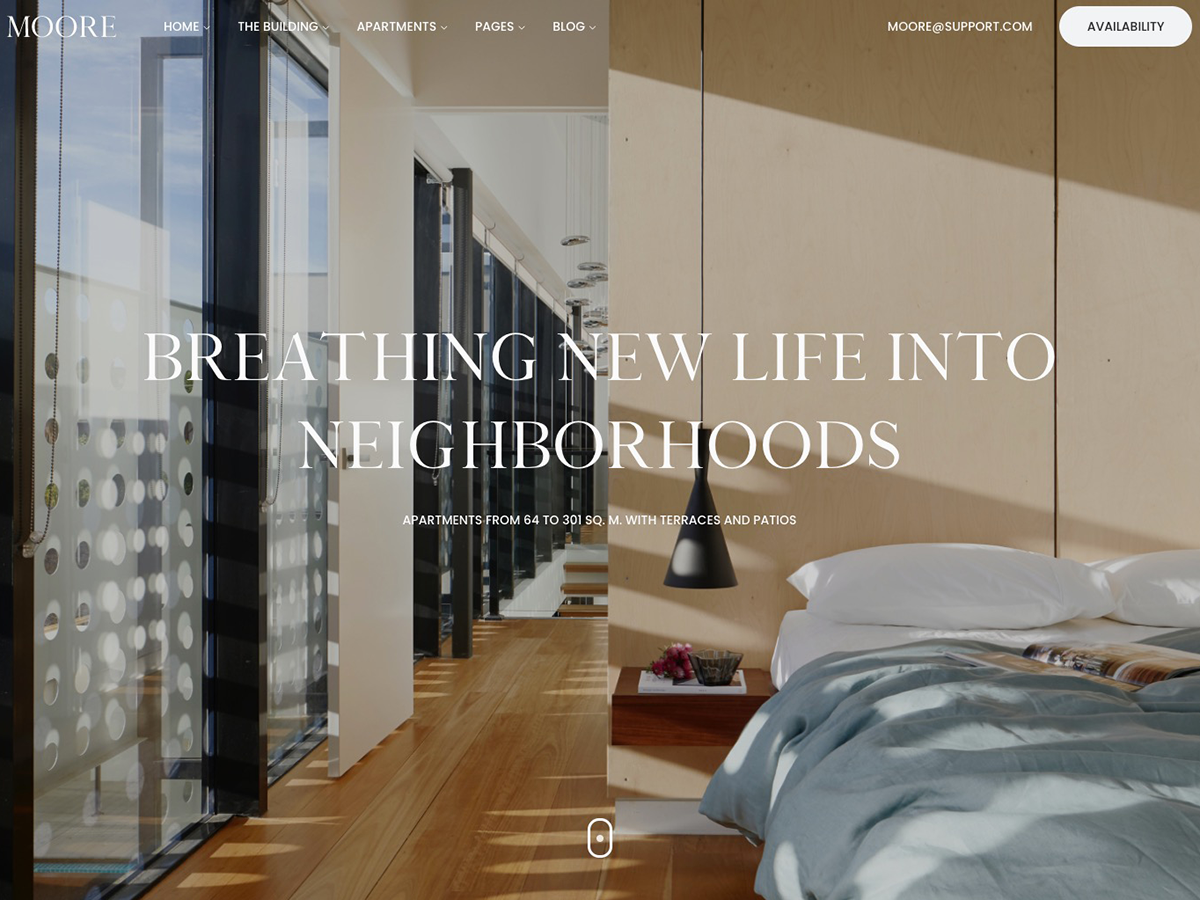 MOORE
HOME
THE BUILDING
APARTMENTS
PAGES
BLOG
MOORE@SUPPORT.COM
AVAILABILITY
BREATHING NEW LIFE INTO
NEIGHBORHOODS
APARTMENTS FROM 64 TO 301 SQ. M. WITH TERRACES AND PATIOS